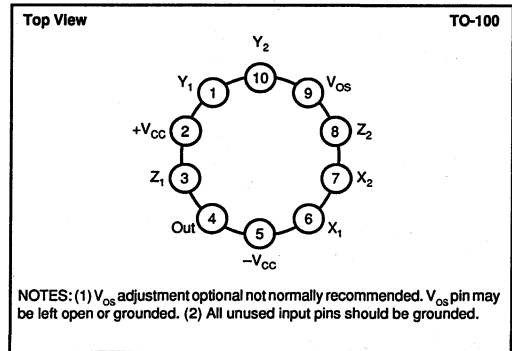 Top View TO-100
Y2
Y1 10 VOS
1 9
+VCC 2 8 Z2
Z1 3 7 X2
Out 4 6 X1
5
–VCC
NOTES: (1) VOS adjustment optional not normally recommended. VOS pin may
be left open or grounded. (2) All unused input pins should be grounded.